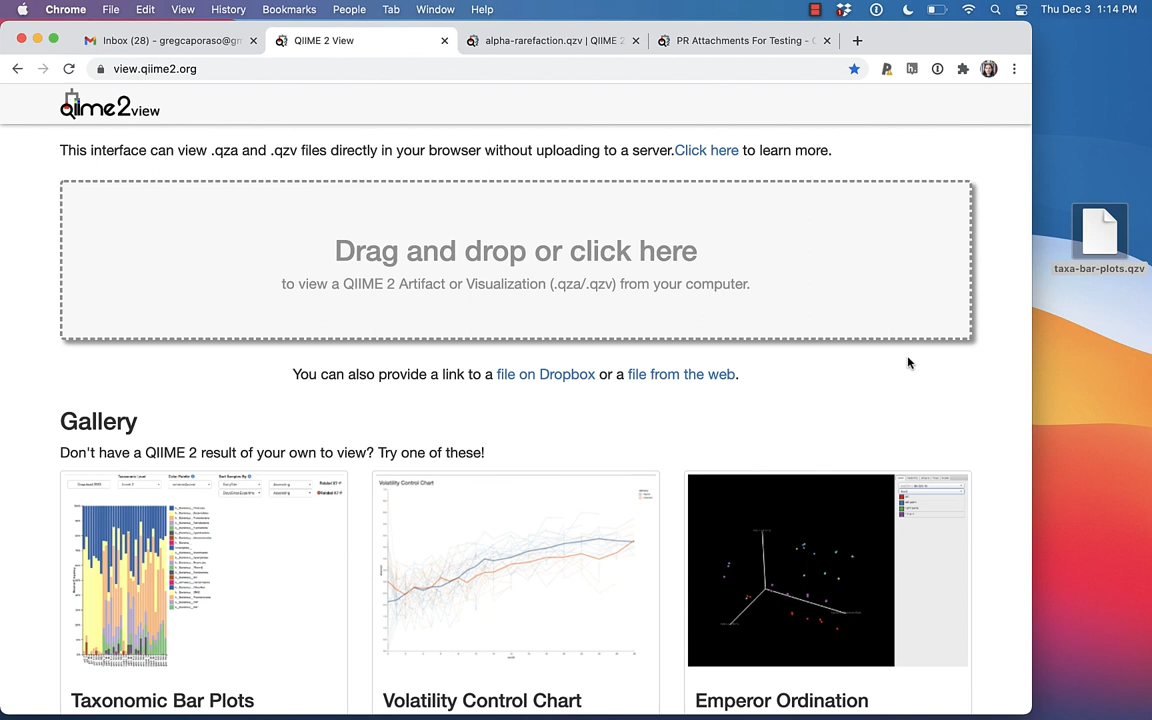 Chrome File Edit View History Bookmarks People Tab Window Help Thu Dec 3 1:14 PM
Inbox (28) - gregcaporaso@gm QIIME 2 View alpha-rarefaction.qzv | QIIME 2 PR Attachments For Testing -
view.qiime2.org
qiime2view
This interface can view .qza and .qzv files directly in your browser without uploading to a server.Click here to learn more.
Drag and drop or click here
to view a QIIME 2 Artifact or Visualization (.qza/.qzv) from your computer.
taxa-bar-plots.qzv
You can also provide a link to a file on Dropbox or a file from the web.
Gallery
Don't have a QIIME 2 result of your own to view? Try one of these!
Volatility Control Chart
Taxonomic Bar Plots
Volatility Control Chart
Emperor Ordination